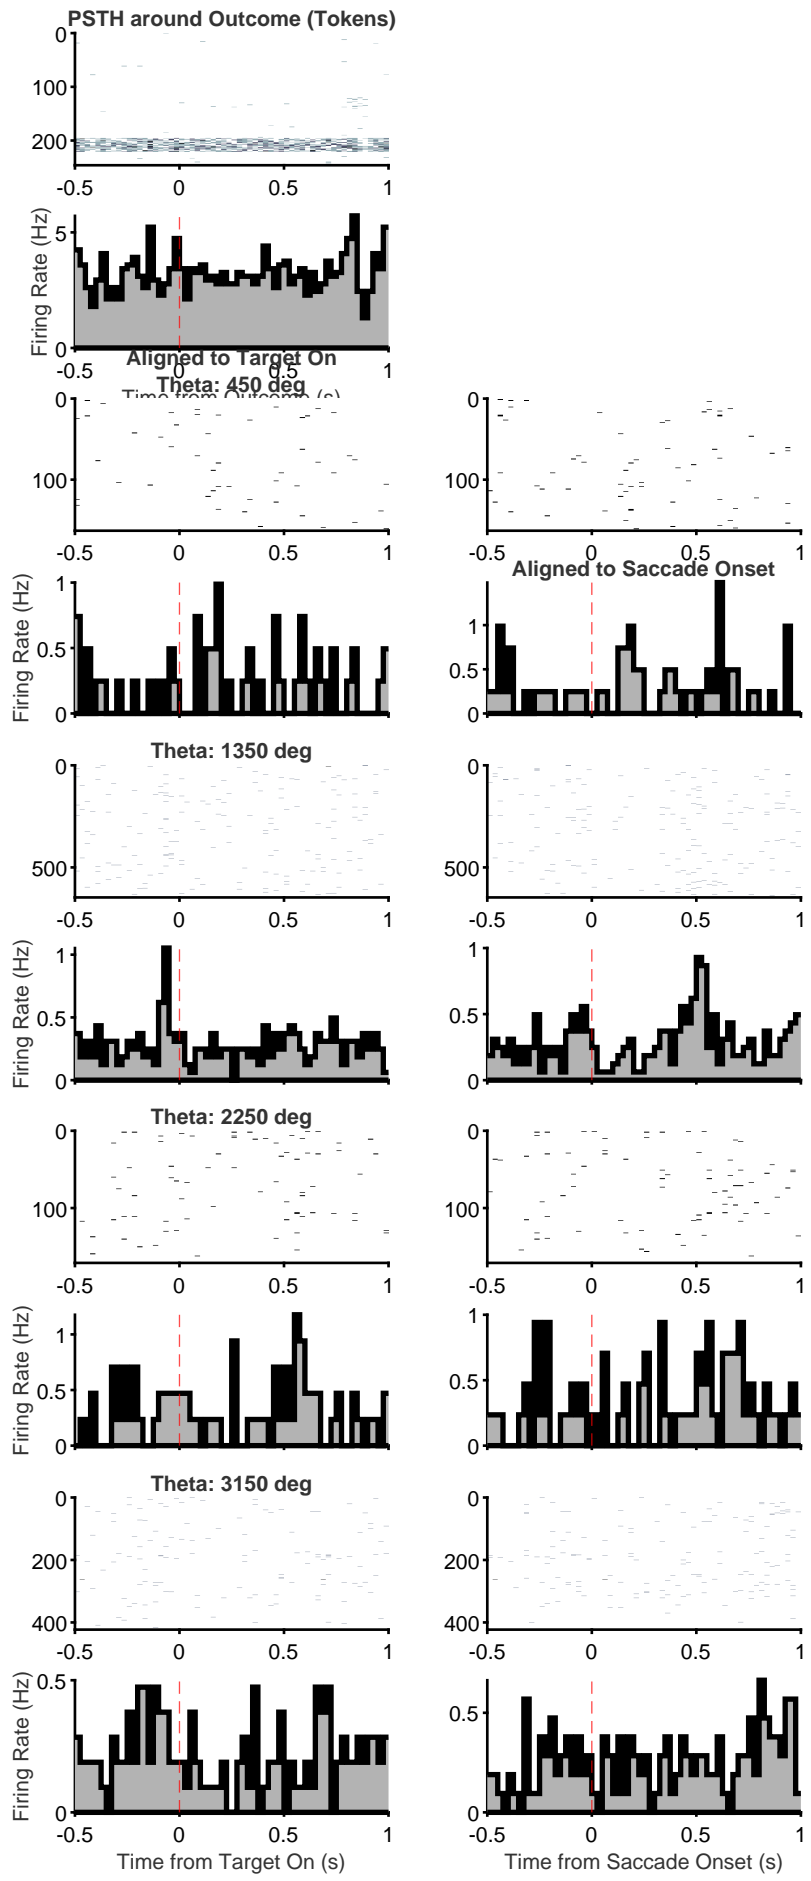 PSTH around Outcome (Tokens)
0
100
200
-0.5 0 0.5 1
Firing Rate (Hz)
5
0
-0.5 0 0.5 1
Time from Outcome (s)
Aligned to Target On
Theta: 450 deg
0
100
-0.5 0 0.5 1
0
100
-0.5 0 0.5 1
Firing Rate (Hz)
1
0.5
0
-0.5 0 0.5 1
Aligned to Saccade Onset
1
0.5
0
-0.5 0 0.5 1
Theta: 1350 deg
0
500
-0.5 0 0.5 1
0
500
-0.5 0 0.5 1
Firing Rate (Hz)
1
0.5
0
-0.5 0 0.5 1
1
0.5
0
-0.5 0 0.5 1
Theta: 2250 deg
0
100
-0.5 0 0.5 1
0
100
-0.5 0 0.5 1
Firing Rate (Hz)
1
0.5
0
-0.5 0 0.5 1
1
0.5
0
-0.5 0 0.5 1
Theta: 3150 deg
0
200
400
-0.5 0 0.5 1
0
200
400
-0.5 0 0.5 1
Firing Rate (Hz)
0.5
0
-0.5 0 0.5 1
Time from Target On (s)
0.5
0
-0.5 0 0.5 1
Time from Saccade Onset (s)